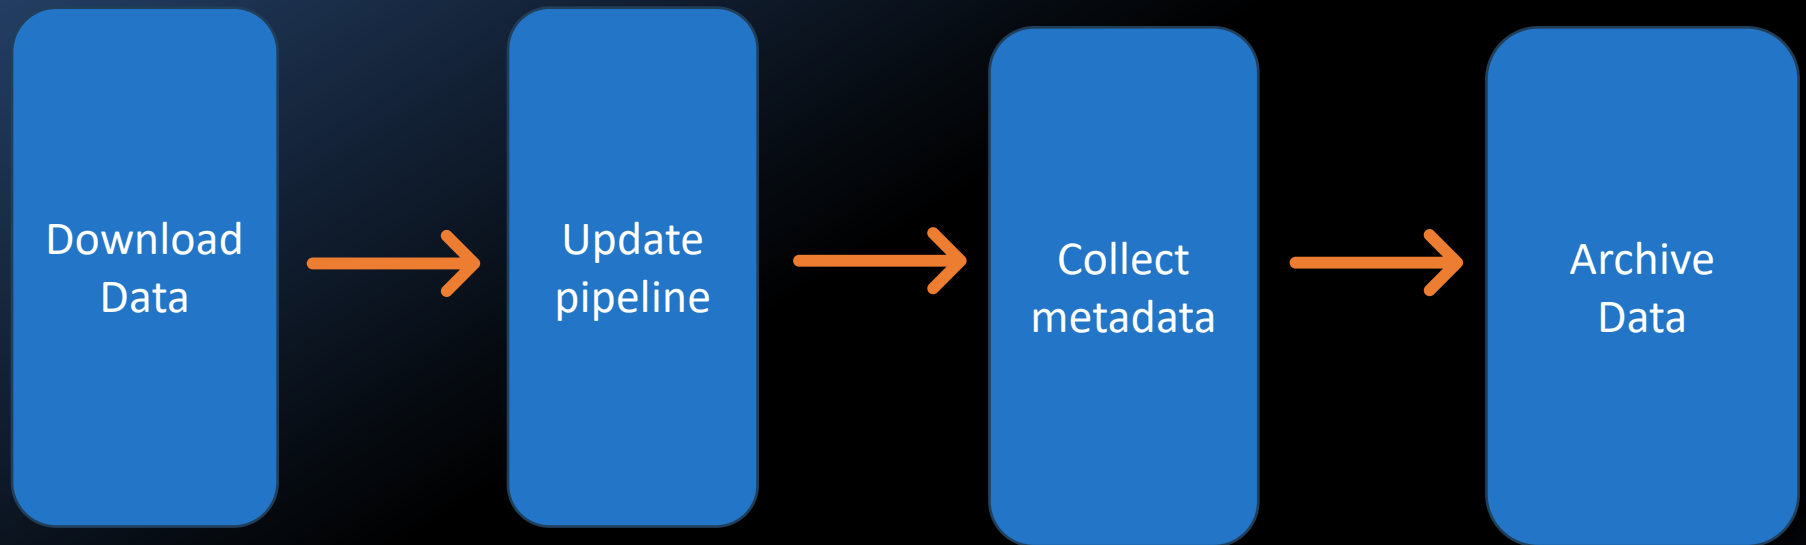 Download
Data
Update
pipeline
Collect
metadata
Archive
Data